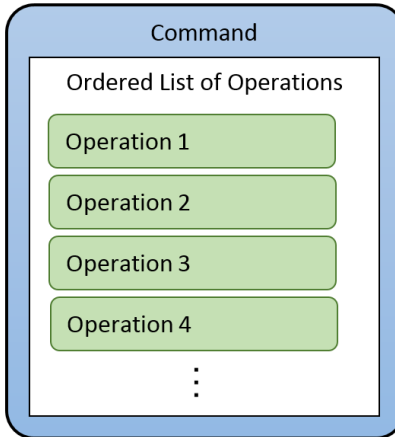 Command
Ordered List of Operations
Operation 1
Operation 2
Operation 3
Operation 4
⋮